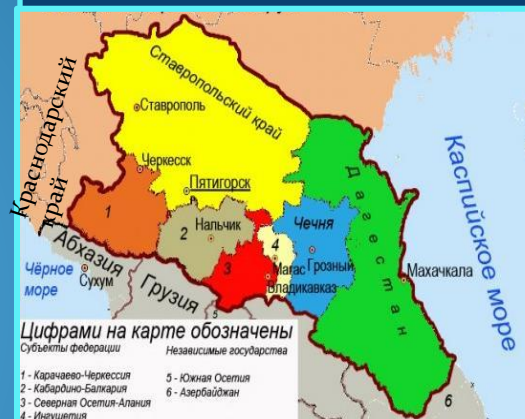 Краснодарский
край
Ставропольский край
Ставрополь
Черкесск
Пятигорск
1
2
Нальчик
3
4
Чечня
Грозный
Магас
Владикавказ
Дагестан
Махачкала
Каспийское море
Абхазия
Чёрное
море
Сухум
Грузия
5
6
Цифрами на карте обозначены
Субъекты федерации Независимые государства
1 - Карачаево-Черкессия 5 - Южная Осетия
2 - Кабардино-Балкария 6 - Азербайджан
3 - Северная Осетия-Алания
4 - Ингушетия